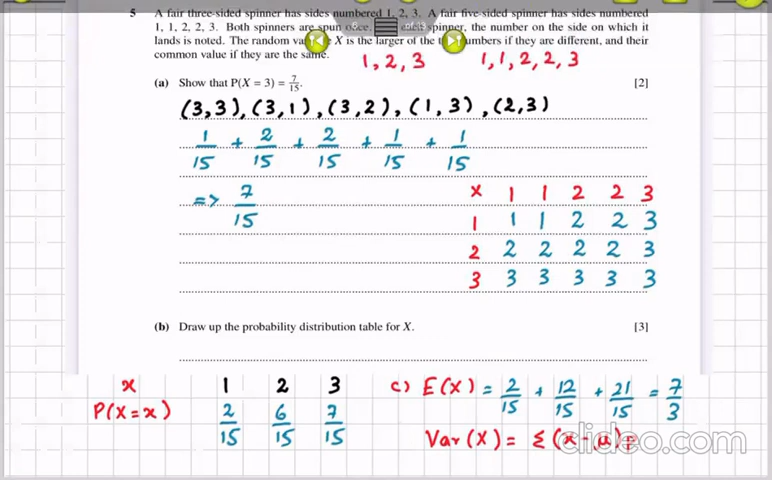 5 A fair three-sided spinner has sides numbered 1, 2, 3. A fair five-sided spinner has sides numbered
1, 1, 2, 2, 3. Both spinners are spun once. For each spinner, the number on the side on which it
lands is noted. The random variable X is the larger of the two numbers if they are different, and their
common value if they are the same.
1, 2, 3 1, 1, 2, 2, 3
(a) Show that P(X = 3) = 7/15. [2]
(3,3), (3,1), (3,2), (1,3), (2,3)
1/15 + 2/15 + 2/15 + 1/15 + 1/15
=> 7/15
x 1 1 2 2 3
1 1 1 2 2 3
2 2 2 2 2 3
3 3 3 3 3 3
(b) Draw up the probability distribution table for X. [3]
x 1 2 3
P(X=x) 2/15 6/15 7/15
c) E(X) = 2/15 + 12/15 + 21/15 = 7/3
Var(X) = Σ(x-μ)
clideo.com